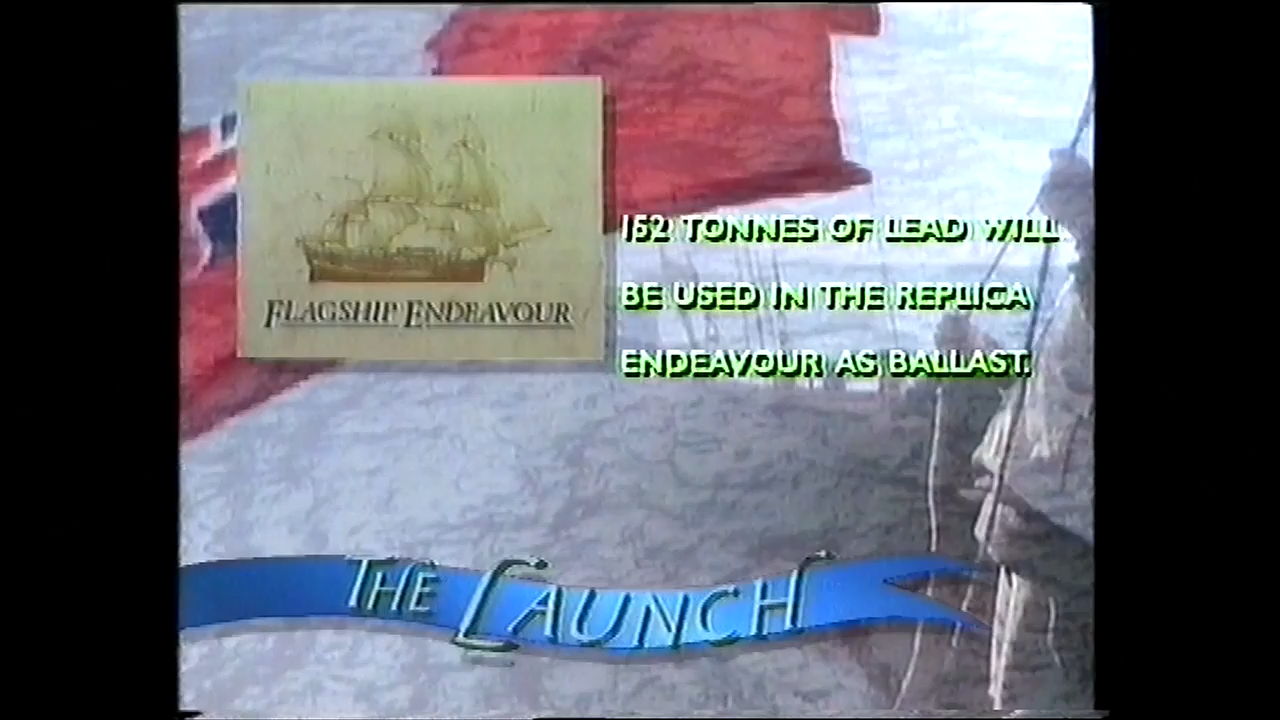 152 TONNES OF LEAD WILL
BE USED IN THE REPLICA
ENDEAVOUR AS BALLAST.
FLAGSHIP ENDEAVOUR
THE LAUNCH